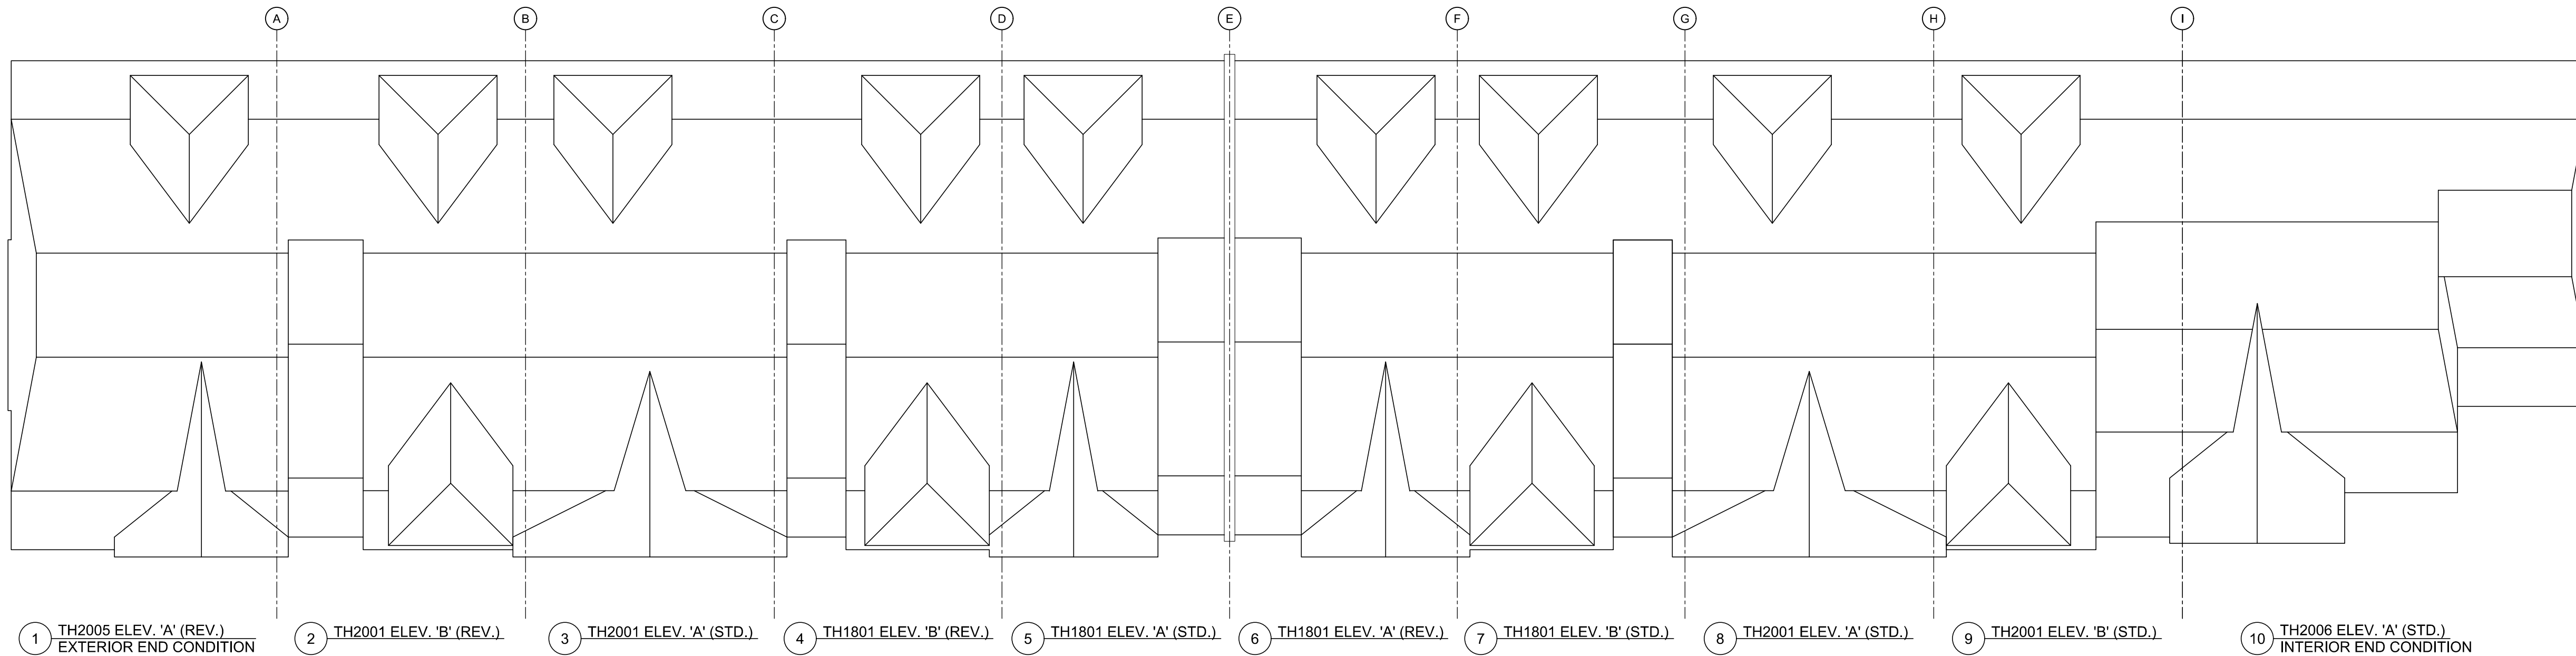 A
B
C
D
E
F
G
H
I
1 TH2005 ELEV. 'A' (REV.)
EXTERIOR END CONDITION
2 TH2001 ELEV. 'B' (REV.)
3 TH2001 ELEV. 'A' (STD.)
4 TH1801 ELEV. 'B' (REV.)
5 TH1801 ELEV. 'A' (STD.)
6 TH1801 ELEV. 'A' (REV.)
7 TH1801 ELEV. 'B' (STD.)
8 TH2001 ELEV. 'A' (STD.)
9 TH2001 ELEV. 'B' (STD.)
10 TH2006 ELEV. 'A' (STD.)
INTERIOR END CONDITION